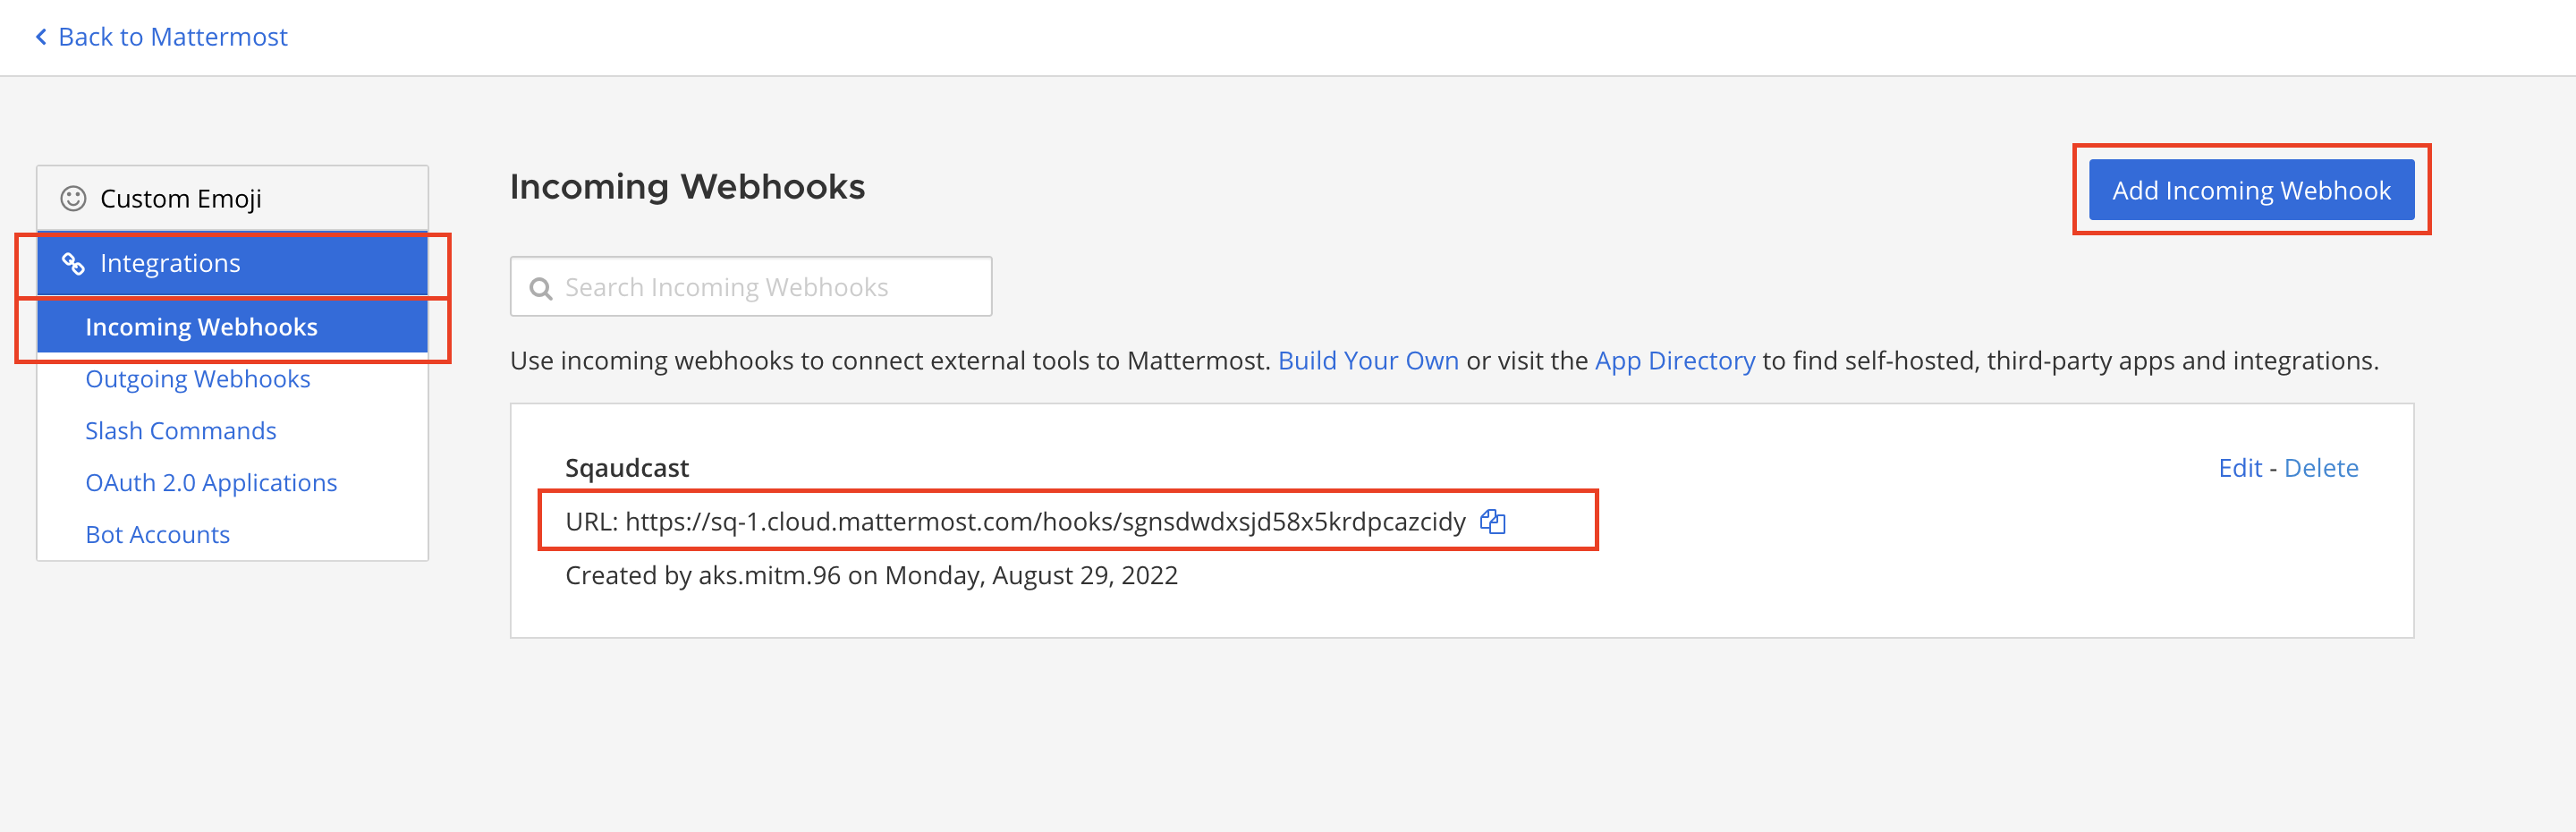 Back to Mattermost
Custom Emoji
Integrations
Incoming Webhooks
Outgoing Webhooks
Slash Commands
OAuth 2.0 Applications
Bot Accounts
Incoming Webhooks
Add Incoming Webhook
Search Incoming Webhooks
Use incoming webhooks to connect external tools to Mattermost. Build Your Own or visit the App Directory to find self-hosted, third-party apps and integrations.
Sqaudcast
Edit - Delete
URL: https://sq-1.cloud.mattermost.com/hooks/sgnsdwdxsjd58x5krdpcazcidy
Created by aks.mitm.96 on Monday, August 29, 2022